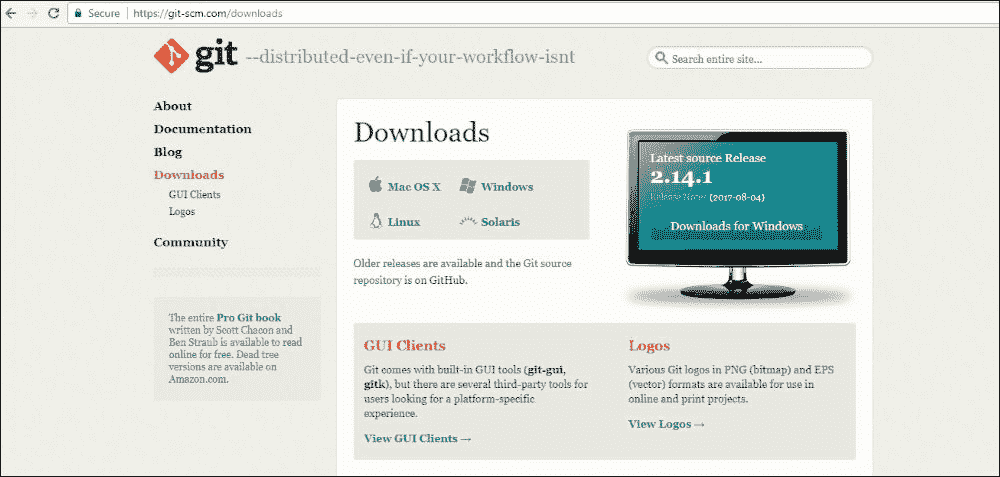 Secure | https://git-scm.com/downloads
git --distributed-even-if-your-workflow-isnt
Search entire site...
About
Documentation
Blog
Downloads
GUI Clients
Logos
Community
The entire Pro Git book
written by Scott Chacon and
Ben Straub is available to read
online for free. Dead tree
versions are available on
Amazon.com.
Downloads
Mac OS X
Windows
Linux
Solaris
Older releases are available and the Git source
repository is on GitHub.
Latest source Release
2.14.1
Release Notes (2017-08-04)
Downloads for Windows
GUI Clients
Git comes with built-in GUI tools (git-gui,
gitk), but there are several third-party tools for
users looking for a platform-specific
experience.
View GUI Clients →
Logos
Various Git logos in PNG (bitmap) and EPS
(vector) formats are available for use in
online and print projects.
View Logos →